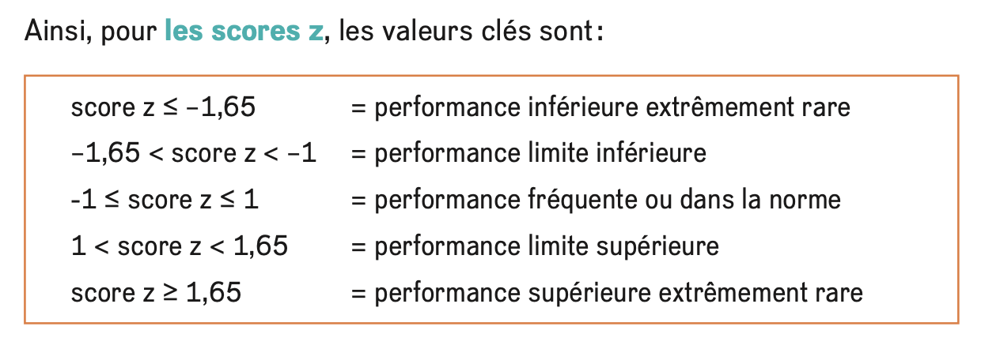 Ainsi, pour les scores z, les valeurs clés sont :
score z ≤ –1,65 = performance inférieure extrêmement rare
–1,65 < score z < –1 = performance limite inférieure
-1 ≤ score z ≤ 1 = performance fréquente ou dans la norme
1 < score z < 1,65 = performance limite supérieure
score z ≥ 1,65 = performance supérieure extrêmement rare